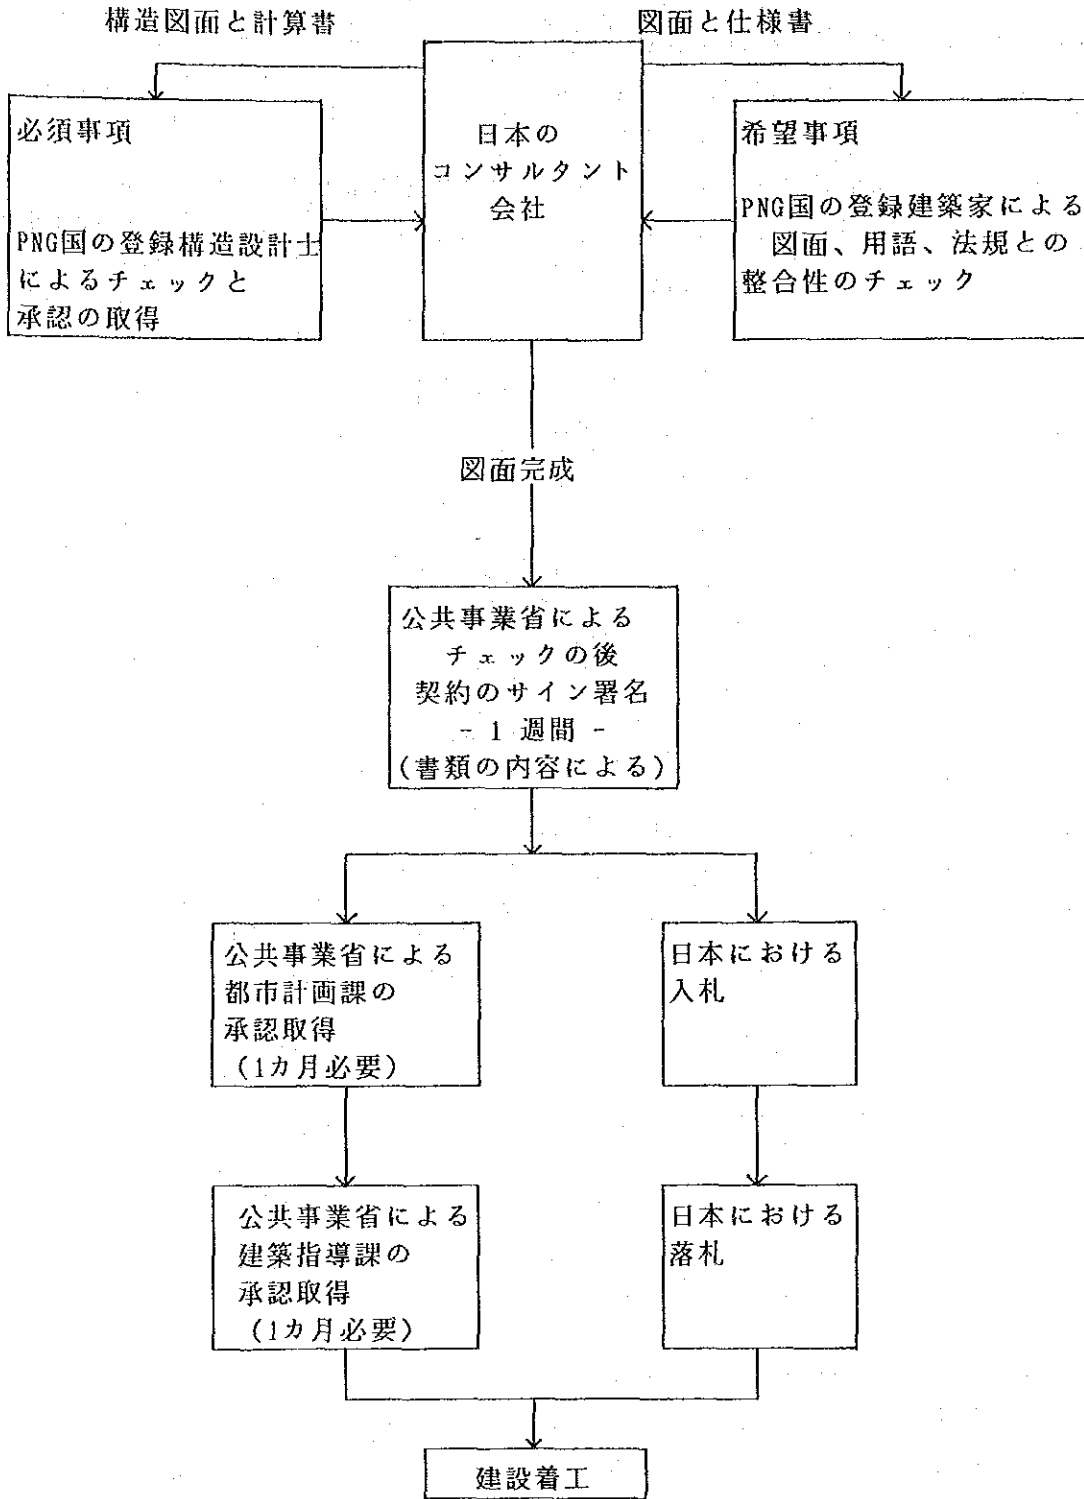 構造図面と計算書
図面と仕様書
必須事項
PNG国の登録構造設計士
によるチェックと
承認の取得
日本の
コンサルタント
会社
希望事項
PNG国の登録建築家による
図面、用語、法規との
整合性のチェック
図面完成
公共事業省による
チェックの後
契約のサイン署名
- 1 週間 -
(書類の内容による)
公共事業省による
都市計画課の
承認取得
(1カ月必要)
日本における
入札
公共事業省による
建築指導課の
承認取得
(1カ月必要)
日本における
落札
建設着工